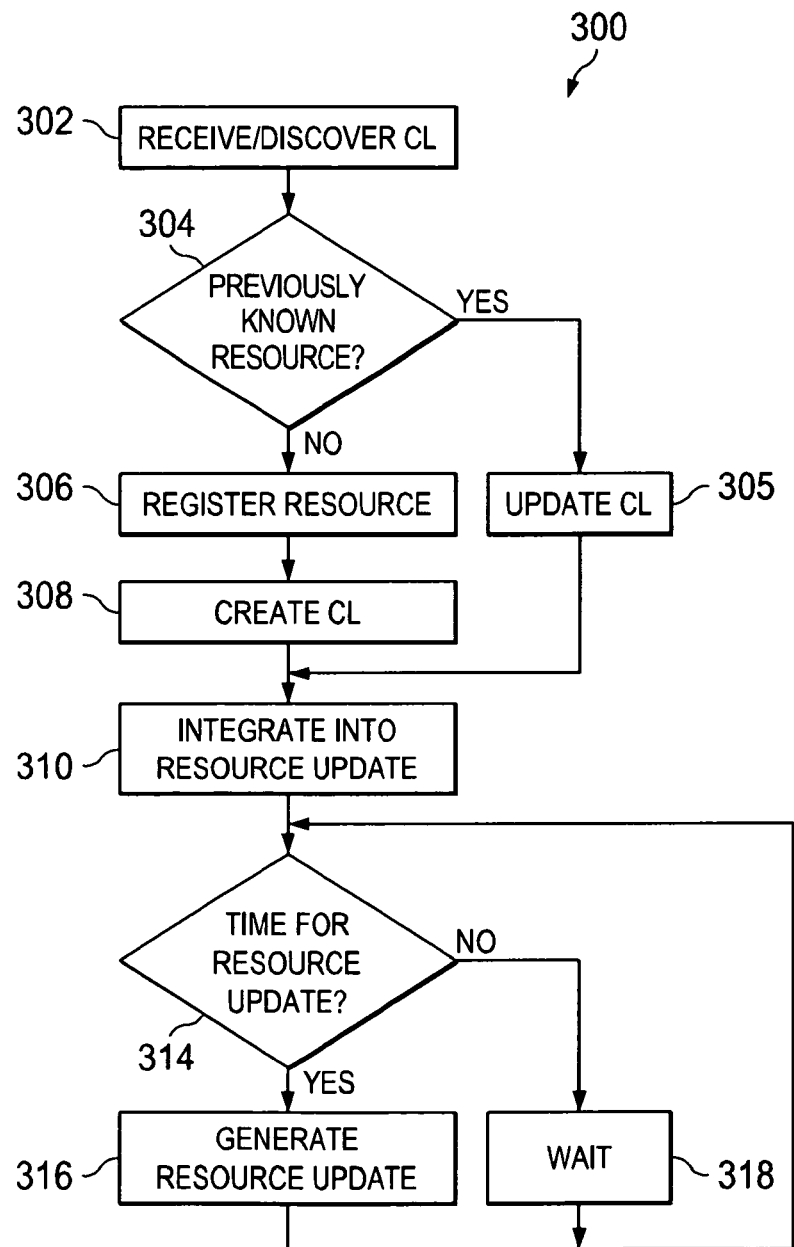 300
302
RECEIVE/DISCOVER CL
304
PREVIOUSLY
KNOWN
RESOURCE?
YES
NO
306
REGISTER RESOURCE
UPDATE CL
305
308
CREATE CL
310
INTEGRATE INTO
RESOURCE UPDATE
TIME FOR
RESOURCE
UPDATE?
NO
314
YES
316
GENERATE
RESOURCE UPDATE
WAIT
318